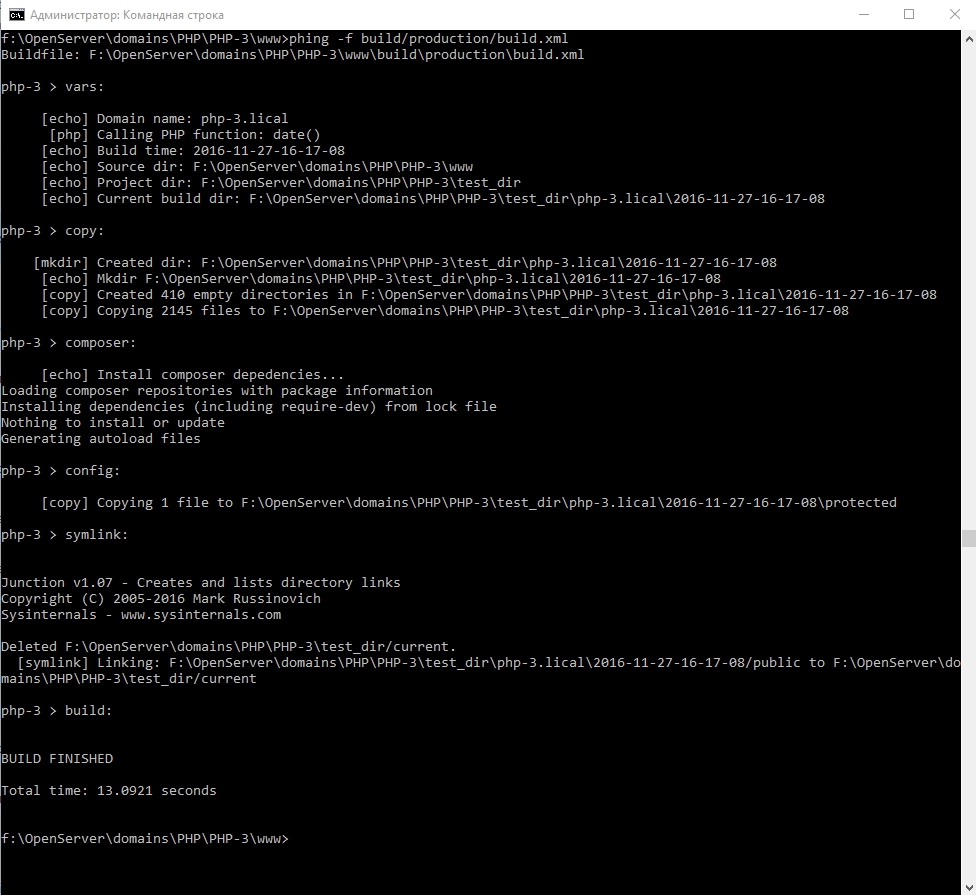 Администратор: Командная строка
f:\OpenServer\domains\PHP\PHP-3\www>phing -f build/production/build.xml
Buildfile: F:\OpenServer\domains\PHP\PHP-3\www\build\production\build.xml
php-3 > vars:
[echo] Domain name: php-3.lical
[php] Calling PHP function: date()
[echo] Build time: 2016-11-27-16-17-08
[echo] Source dir: F:\OpenServer\domains\PHP\PHP-3\www
[echo] Project dir: F:\OpenServer\domains\PHP\PHP-3\test_dir
[echo] Current build dir: F:\OpenServer\domains\PHP\PHP-3\test_dir\php-3.lical\2016-11-27-16-17-08
php-3 > copy:
[mkdir] Created dir: F:\OpenServer\domains\PHP\PHP-3\test_dir\php-3.lical\2016-11-27-16-17-08
[echo] Mkdir F:\OpenServer\domains\PHP\PHP-3\test_dir\php-3.lical\2016-11-27-16-17-08
[copy] Created 410 empty directories in F:\OpenServer\domains\PHP\PHP-3\test_dir\php-3.lical\2016-11-27-16-17-08
[copy] Copying 2145 files to F:\OpenServer\domains\PHP\PHP-3\test_dir\php-3.lical\2016-11-27-16-17-08
php-3 > composer:
[echo] Install composer depedencies...
Loading composer repositories with package information
Installing dependencies (including require-dev) from lock file
Nothing to install or update
Generating autoload files
php-3 > config:
[copy] Copying 1 file to F:\OpenServer\domains\PHP\PHP-3\test_dir\php-3.lical\2016-11-27-16-17-08\protected
php-3 > symlink:
Junction v1.07 - Creates and lists directory links
Copyright (C) 2005-2016 Mark Russinovich
Sysinternals - www.sysinternals.com
Deleted F:\OpenServer\domains\PHP\PHP-3\test_dir/current.
[symlink] Linking: F:\OpenServer\domains\PHP\PHP-3\test_dir\php-3.lical\2016-11-27-16-17-08/public to F:\OpenServer\do
mains\PHP\PHP-3\test_dir/current
php-3 > build:
BUILD FINISHED
Total time: 13.0921 seconds
f:\OpenServer\domains\PHP\PHP-3\www>